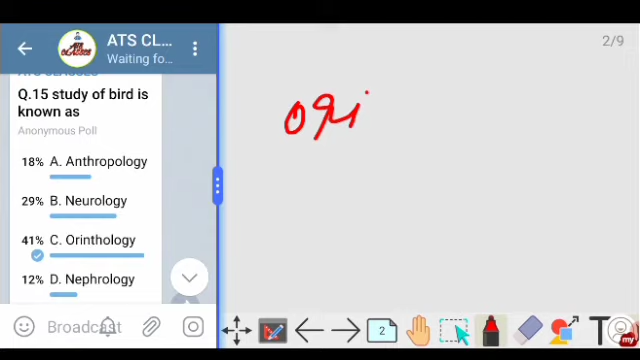 ATS CL...
Waiting fo...
2/9
Q.15 study of bird is
known as
Anonymous Poll
18% A. Anthropology
29% B. Neurology
41% C. Orinthology
12% D. Nephrology
Broadcast
2
T
my